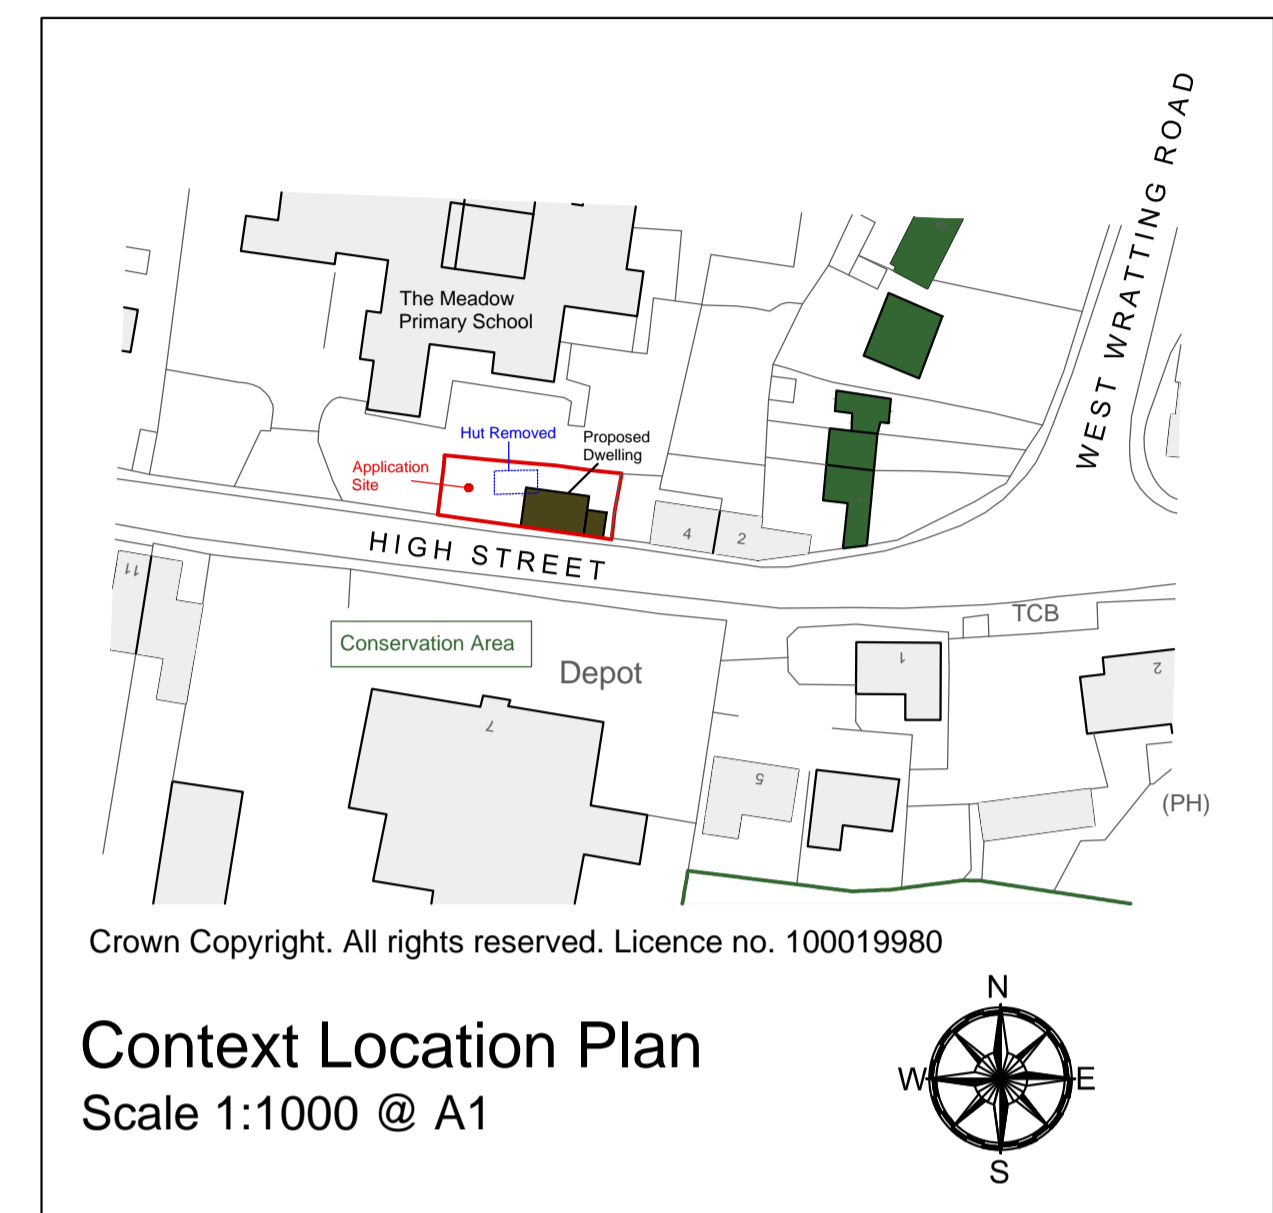 WEST WRATTING ROAD
The Meadow
Primary School
Hut Removed
Proposed
Dwelling
Application
Site
4
2
HIGH STREET
11
TCB
Conservation Area
1
2
Depot
7
5
(PH)
Crown Copyright. All rights reserved. Licence no. 100019980
Context Location Plan
Scale 1:1000 @ A1
N
W
E
S